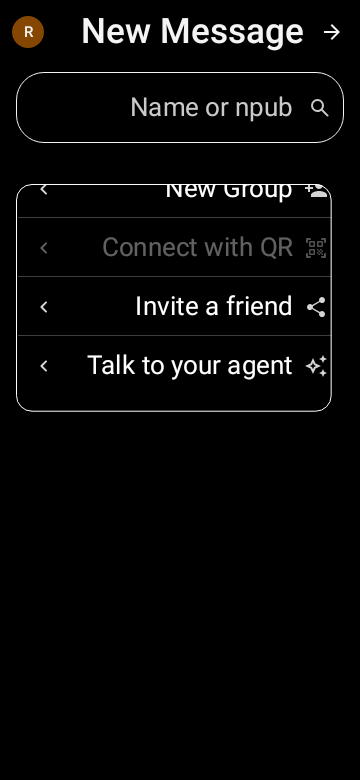 R
New Message
Name or npub
New Group
Connect with QR
Invite a friend
Talk to your agent